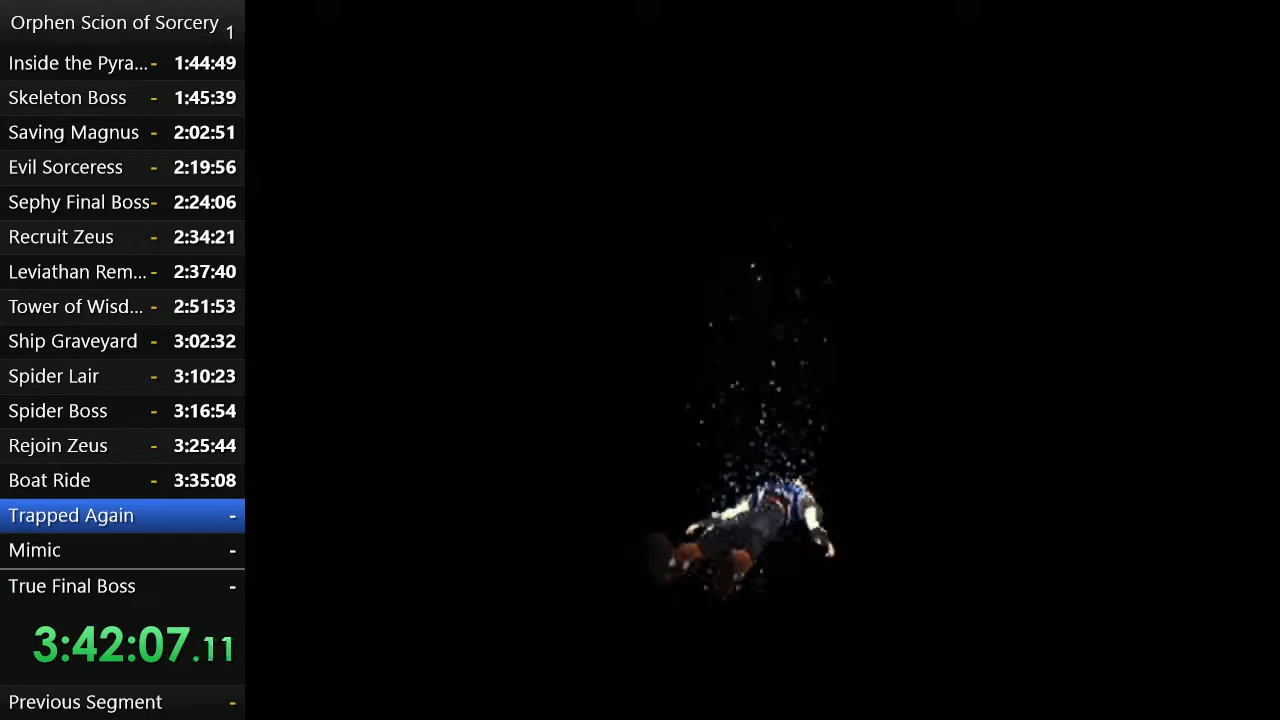 Orphen Scion of Sorcery 1
Inside the Pyra... - 1:44:49
Skeleton Boss - 1:45:39
Saving Magnus - 2:02:51
Evil Sorceress - 2:19:56
Sephy Final Boss - 2:24:06
Recruit Zeus - 2:34:21
Leviathan Rem... - 2:37:40
Tower of Wisd... - 2:51:53
Ship Graveyard - 3:02:32
Spider Lair - 3:10:23
Spider Boss - 3:16:54
Rejoin Zeus - 3:25:44
Boat Ride - 3:35:08
Trapped Again -
Mimic -
True Final Boss -
3:42:07.11
Previous Segment -